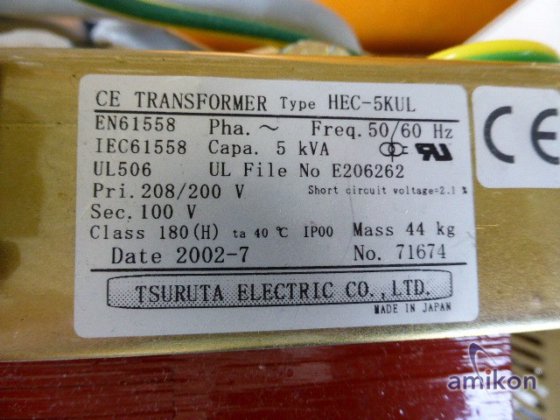 CE TRANSFORMER Type HEC-5KUL
EN61558 Pha. ~ Freq. 50/60 Hz
IEC61558 Capa. 5 kVA
UL506 UL File No E206262
Pri. 208/200 V Short circuit voltage=2.1 %
Sec. 100 V
Class 180(H) ta 40 ℃ IP00 Mass 44 kg
Date 2002-7 No. 71674
TSURUTA ELECTRIC CO., LTD.
MADE IN JAPAN
CE
amikon